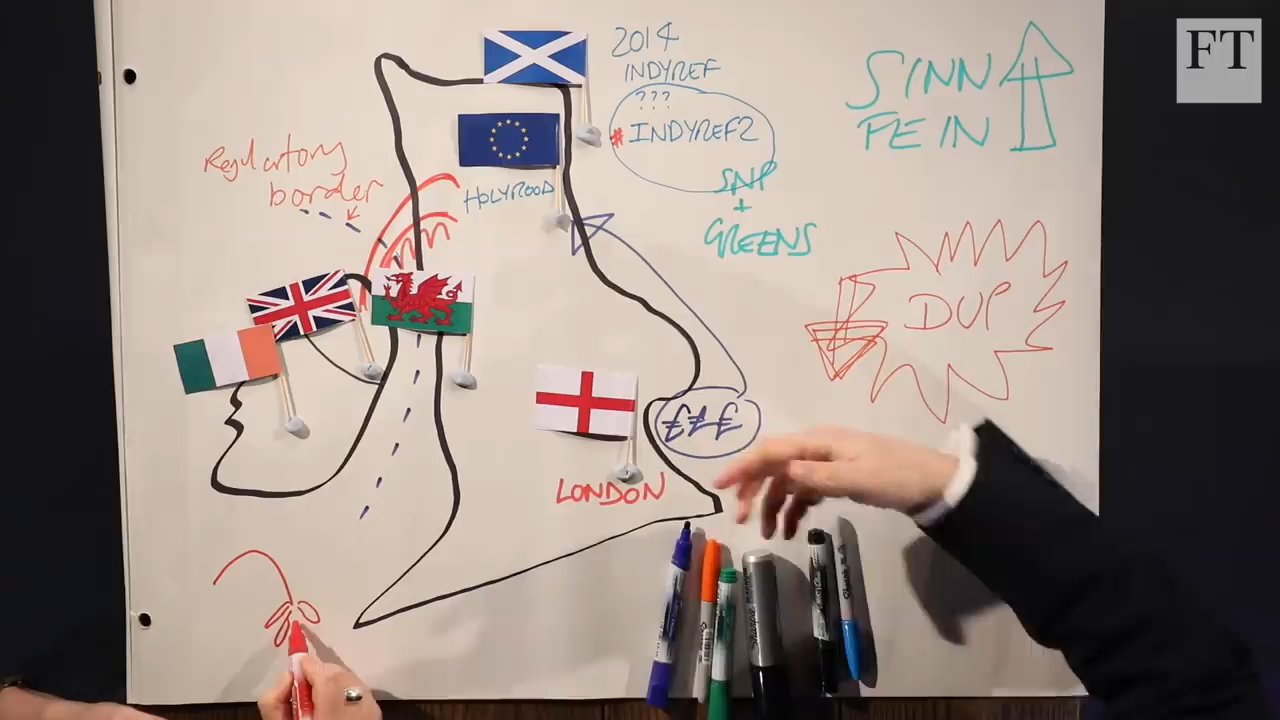 FT
2014
INDYREF
???
#INDYREF2
SNP
+
GREENS
SINN
FEIN
Regulatory
border
HOLYROOD
DUP
£££
LONDON